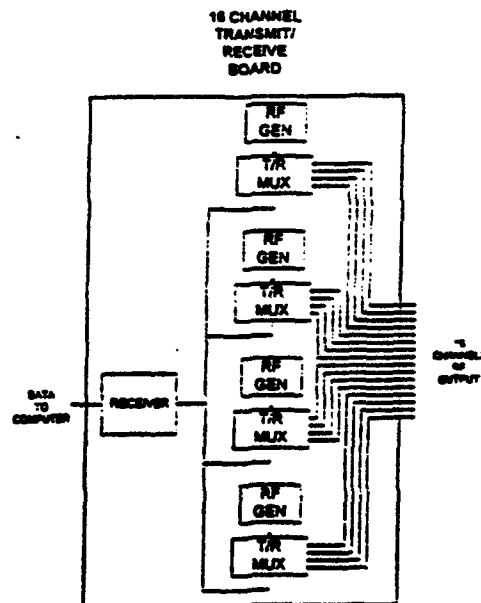 16 CHANNEL
TRANSMIT/
RECEIVE
BOARD
RF
GEN
T/R
MUX
RF
GEN
T/R
MUX
DATA
TO
COMPUTER
RECEIVER
RF
GEN
T/R
MUX
CHANNEL
OUTPUT
RF
GEN
T/R
MUX